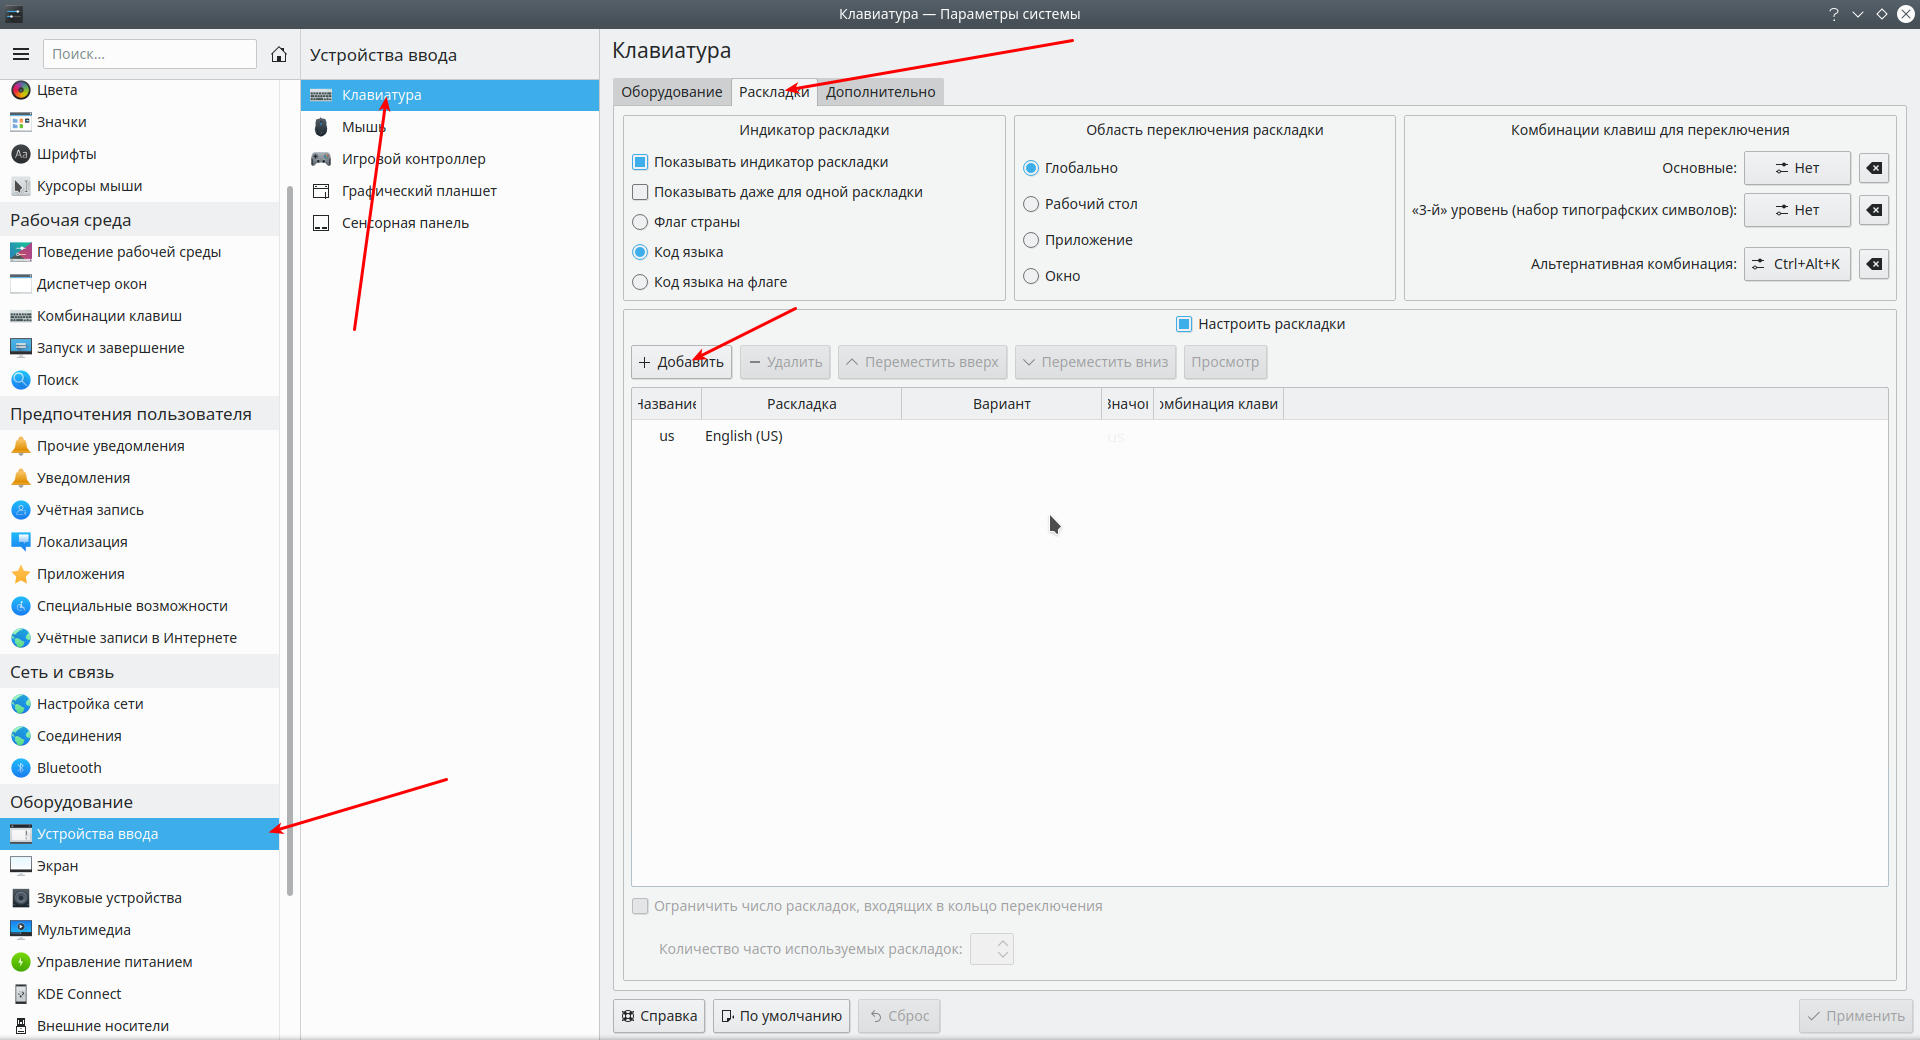 Клавиатура — Параметры системы
Поиск...
Цвета
Значки
Шрифты
Курсоры мыши
Рабочая среда
Поведение рабочей среды
Диспетчер окон
Комбинации клавиш
Запуск и завершение
Поиск
Предпочтения пользователя
Прочие уведомления
Уведомления
Учётная запись
Локализация
Приложения
Специальные возможности
Учётные записи в Интернете
Сеть и связь
Настройка сети
Соединения
Bluetooth
Оборудование
Устройства ввода
Экран
Звуковые устройства
Мультимедиа
Управление питанием
KDE Connect
Внешние носители
Устройства ввода
Клавиатура
Мышь
Игровой контроллер
Графический планшет
Сенсорная панель
Клавиатура
Оборудование Раскладки Дополнительно
Индикатор раскладки
Показывать индикатор раскладки
Показывать даже для одной раскладки
Флаг страны
Код языка
Код языка на флаге
Область переключения раскладки
Глобально
Рабочий стол
Приложение
Окно
Комбинации клавиш для переключения
Основные: Нет
«3-й» уровень (набор типографских символов): Нет
Альтернативная комбинация: Ctrl+Alt+K
Настроить раскладки
Добавить Удалить Переместить вверх Переместить вниз Просмотр
Название Раскладка Вариант Значо омбинация клави
us English (US) us
Ограничить число раскладок, входящих в кольцо переключения
Количество часто используемых раскладок:
Справка По умолчанию Сброс Применить